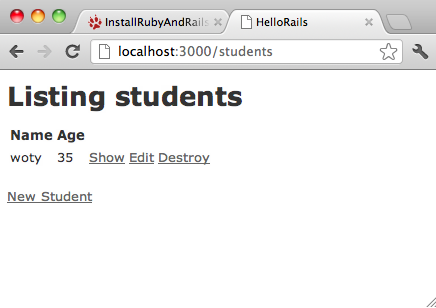 InstallRubyAndRails
HelloRails
localhost:3000/students
Listing students
Name Age
woty 35 Show Edit Destroy
New Student